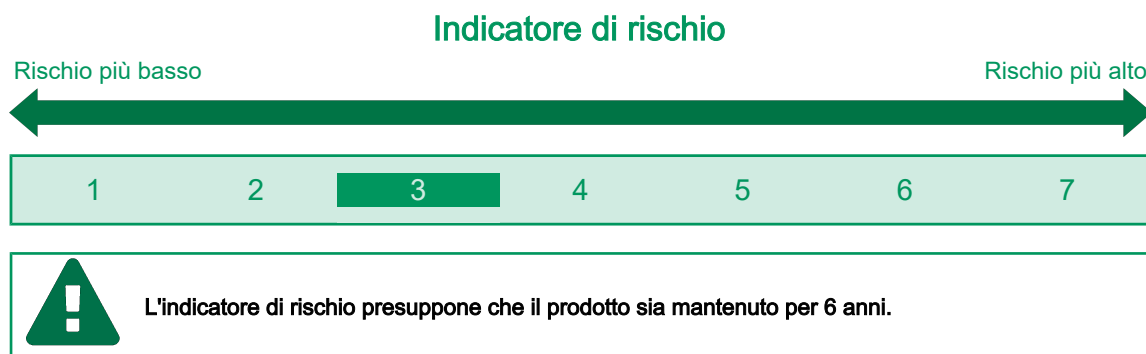 Indicatore di rischio
Rischio più basso Rischio più alto
1 2 3 4 5 6 7
L'indicatore di rischio presuppone che il prodotto sia mantenuto per 6 anni.